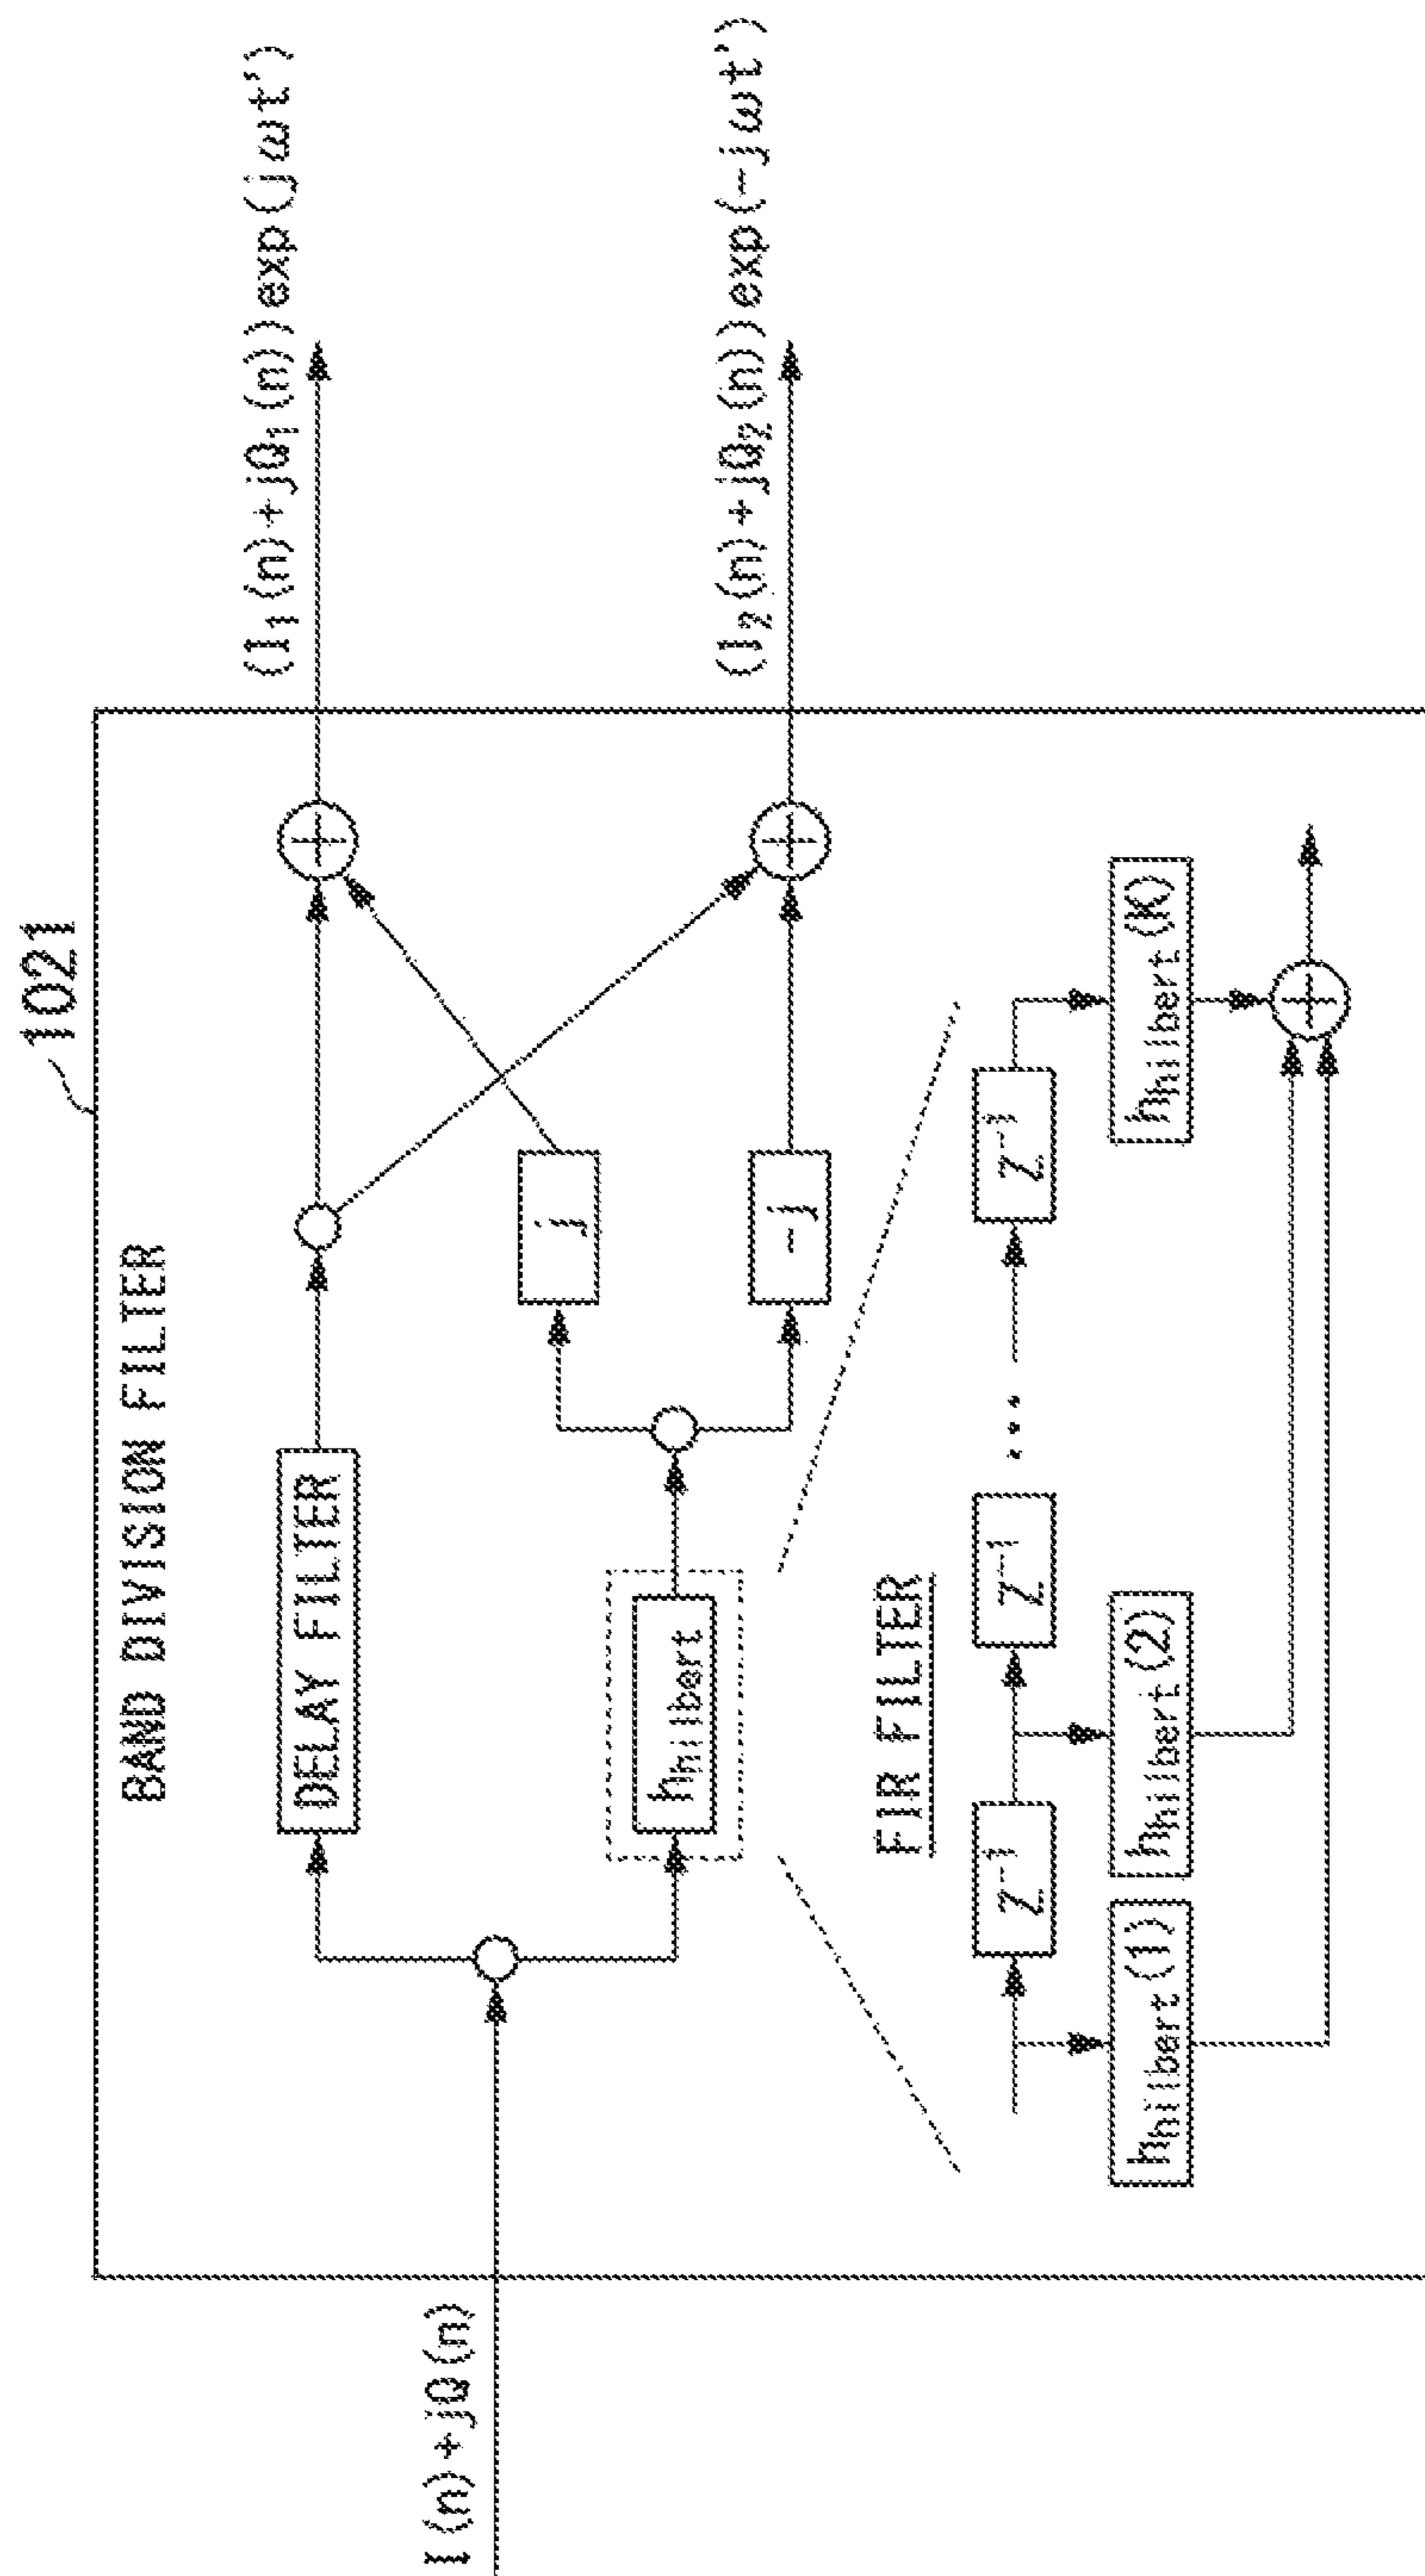 1021
BAND DIVISION FILTER
I(n)+jQ(n)
DELAY FILTER
(I₁(n)+jQ₁(n))exp(jωt')
j
hhilbert
-j
(I₂(n)+jQ₂(n))exp(-jωt')
FIR FILTER
Z⁻¹
Z⁻¹
...
Z⁻¹
hhilbert(1)
hhilbert(2)
hhilbert(K)